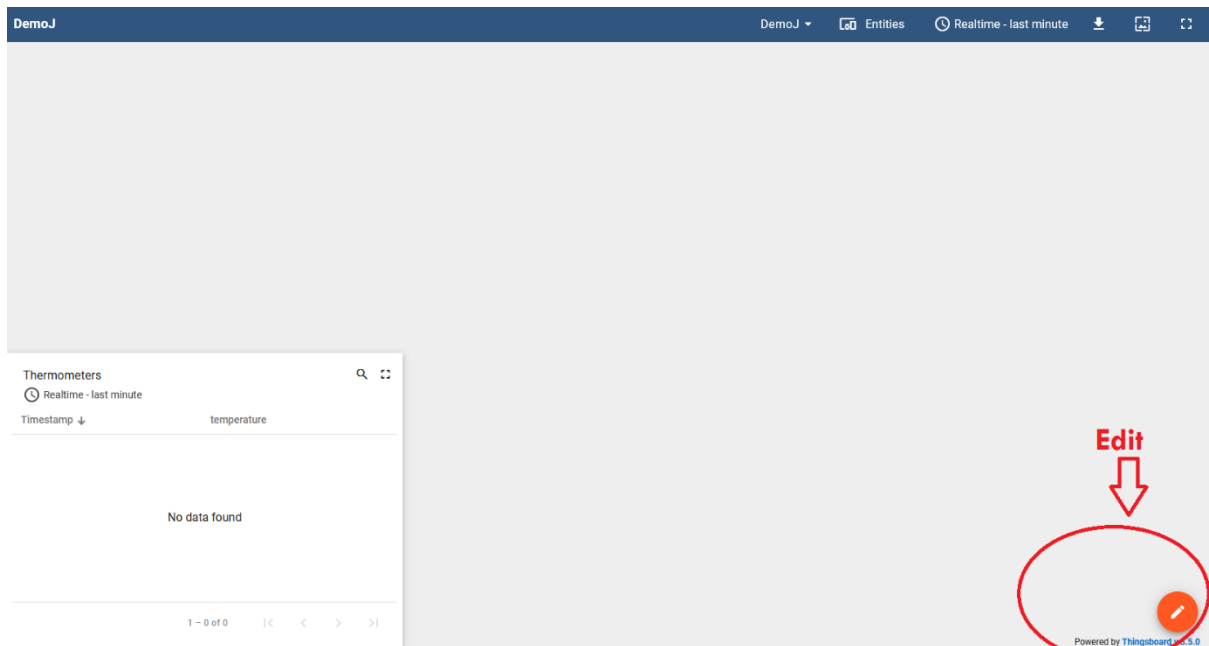 DemoJ
DemoJ Entities Realtime - last minute
Thermometers
Realtime - last minute
Timestamp temperature
No data found
1 – 0 of 0
Edit
Powered by Thingsboard